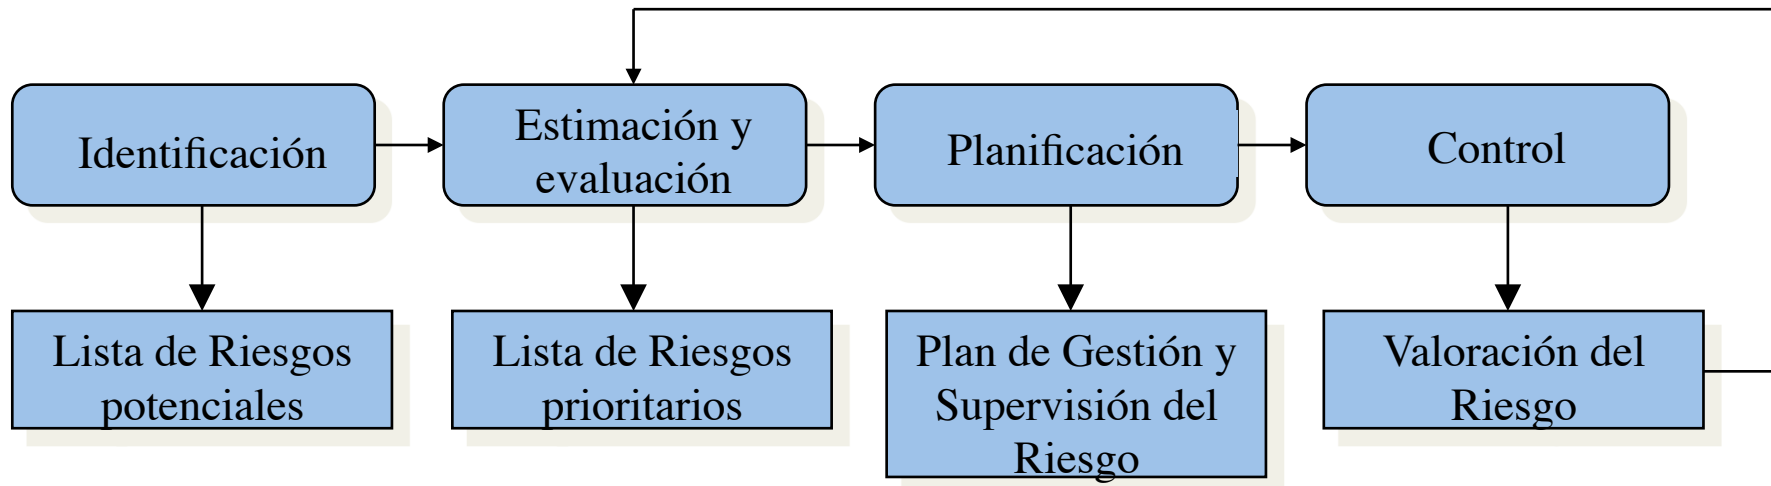 Identificación
Estimación y
evaluación
Planificación
Control
Lista de Riesgos
potenciales
Lista de Riesgos
prioritarios
Plan de Gestión y
Supervisión del
Riesgo
Valoración del
Riesgo